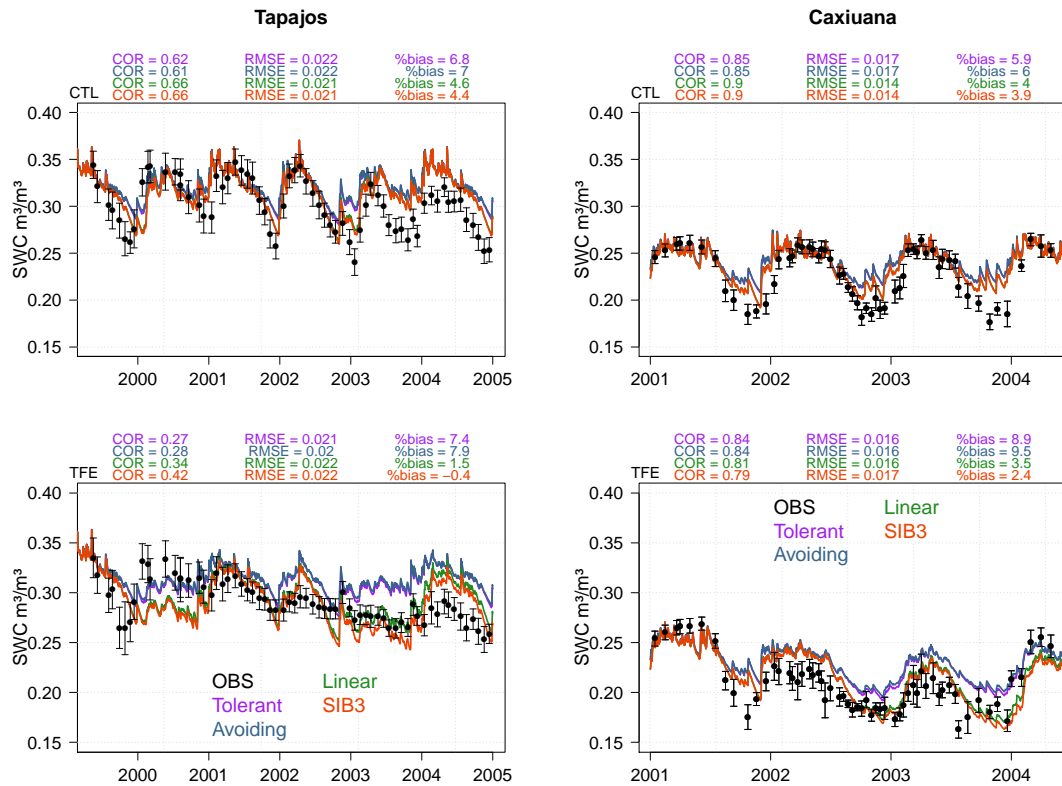 Tapajos
COR = 0.62 RMSE = 0.022 %bias = 6.8
COR = 0.61 RMSE = 0.022 %bias = 7
COR = 0.66 RMSE = 0.021 %bias = 4.6
CTL COR = 0.66 RMSE = 0.021 %bias = 4.4
0.40
0.35
0.30
0.25
0.20
0.15
SWC m³/m³
2000 2001 2002 2003 2004 2005
Caxiuana
COR = 0.85 RMSE = 0.017 %bias = 5.9
COR = 0.85 RMSE = 0.017 %bias = 6
COR = 0.9 RMSE = 0.014 %bias = 4
CTL COR = 0.9 RMSE = 0.014 %bias = 3.9
0.40
0.35
0.30
0.25
0.20
0.15
SWC m³/m³
2001 2002 2003 2004
COR = 0.27 RMSE = 0.021 %bias = 7.4
COR = 0.28 RMSE = 0.02 %bias = 7.9
COR = 0.34 RMSE = 0.022 %bias = 1.5
TFE COR = 0.42 RMSE = 0.022 %bias = −0.4
0.40
0.35
0.30
0.25
0.20
0.15
SWC m³/m³
OBS Linear
Tolerant SIB3
Avoiding
2000 2001 2002 2003 2004 2005
COR = 0.84 RMSE = 0.016 %bias = 8.9
COR = 0.84 RMSE = 0.016 %bias = 9.5
COR = 0.81 RMSE = 0.016 %bias = 3.5
TFE COR = 0.79 RMSE = 0.017 %bias = 2.4
0.40
0.35
0.30
0.25
0.20
0.15
SWC m³/m³
OBS Linear
Tolerant SIB3
Avoiding
2001 2002 2003 2004